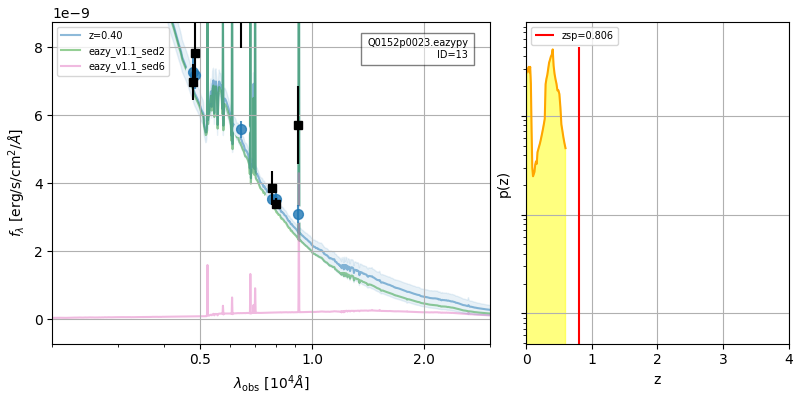 1e−9
z=0.40
eazy_v1.1_sed2
eazy_v1.1_sed6
Q0152p0023.eazypy
ID=13
8
6
4
2
0
f_λ [erg/s/cm²/Å]
0.5
1.0
2.0
λ_obs [10⁴Å]
zsp=0.806
p(z)
0
1
2
3
4
z